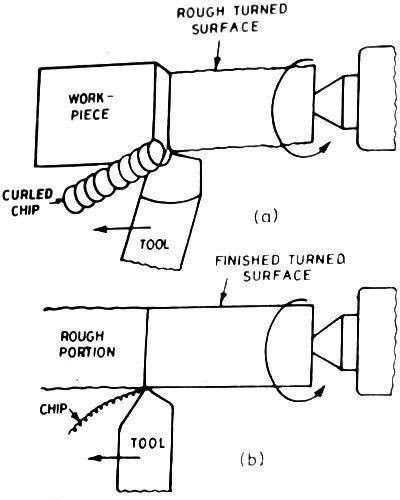 ROUGH TURNED
SURFACE
WORK-
PIECE
CURLED
CHIP
(a)
TOOL
FINISHED TURNED
SURFACE
ROUGH
PORTION
CHIP
TOOL
(b)